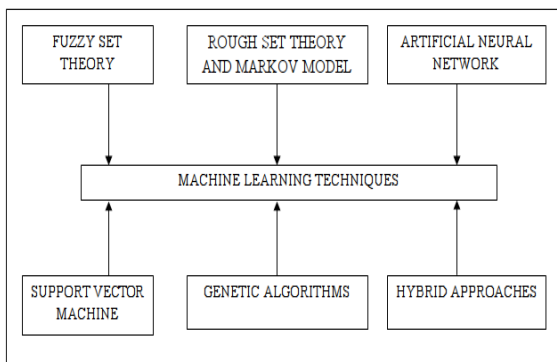 FUZZY SET
THEORY
ROUGH SET THEORY
AND MARKOV MODEL
ARTIFICIAL NEURAL
NETWORK
MACHINE LEARNING TECHNIQUES
SUPPORT VECTOR
MACHINE
GENETIC ALGORITHMS
HYBRID APPROACHES